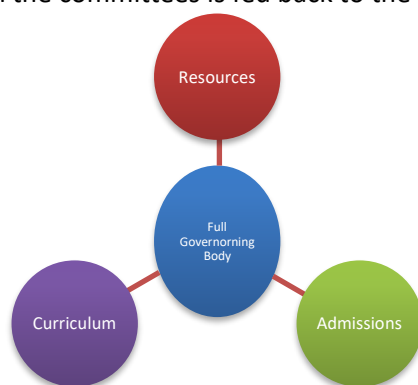 the committees is fed back to the
Resources
Full
Governorning
Body
Curriculum
Admissions